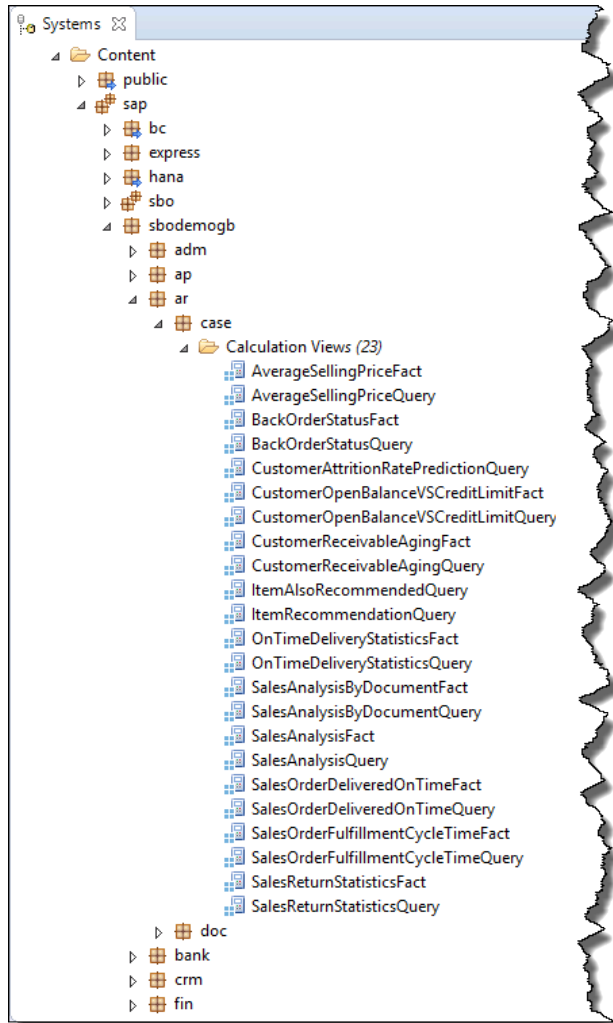 Systems
Content
public
sap
bc
express
hana
sbo
sbodemogb
adm
ap
ar
case
Calculation Views (23)
AverageSellingPriceFact
AverageSellingPriceQuery
BackOrderStatusFact
BackOrderStatusQuery
CustomerAttritionRatePredictionQuery
CustomerOpenBalanceVSCreditLimitFact
CustomerOpenBalanceVSCreditLimitQuery
CustomerReceivableAgingFact
CustomerReceivableAgingQuery
ItemAlsoRecommendedQuery
ItemRecommendationQuery
OnTimeDeliveryStatisticsFact
OnTimeDeliveryStatisticsQuery
SalesAnalysisByDocumentFact
SalesAnalysisByDocumentQuery
SalesAnalysisFact
SalesAnalysisQuery
SalesOrderDeliveredOnTimeFact
SalesOrderDeliveredOnTimeQuery
SalesOrderFulfillmentCycleTimeFact
SalesOrderFulfillmentCycleTimeQuery
SalesReturnStatisticsFact
SalesReturnStatisticsQuery
doc
bank
crm
fin